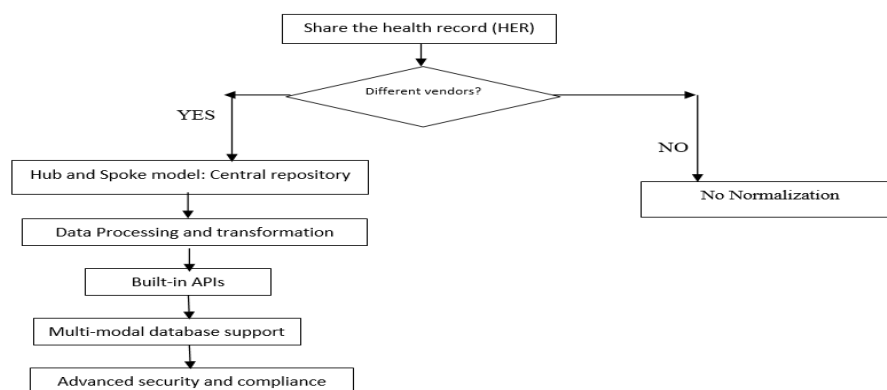 Share the health record (HER)
Different vendors?
YES
NO
Hub and Spoke model: Central repository
No Normalization
Data Processing and transformation
Built-in APIs
Multi-modal database support
Advanced security and compliance